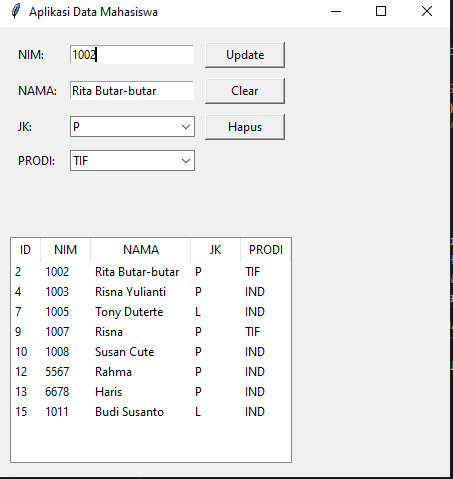 Aplikasi Data Mahasiswa
NIM: 1002 Update
NAMA: Rita Butar-butar Clear
JK: P Hapus
PRODI: TIF
ID NIM NAMA JK PRODI
2 1002 Rita Butar-butar P TIF
4 1003 Risna Yulianti P IND
7 1005 Tony Duterte L IND
9 1007 Risna P TIF
10 1008 Susan Cute P IND
12 5567 Rahma P IND
13 6678 Haris P IND
15 1011 Budi Susanto L IND